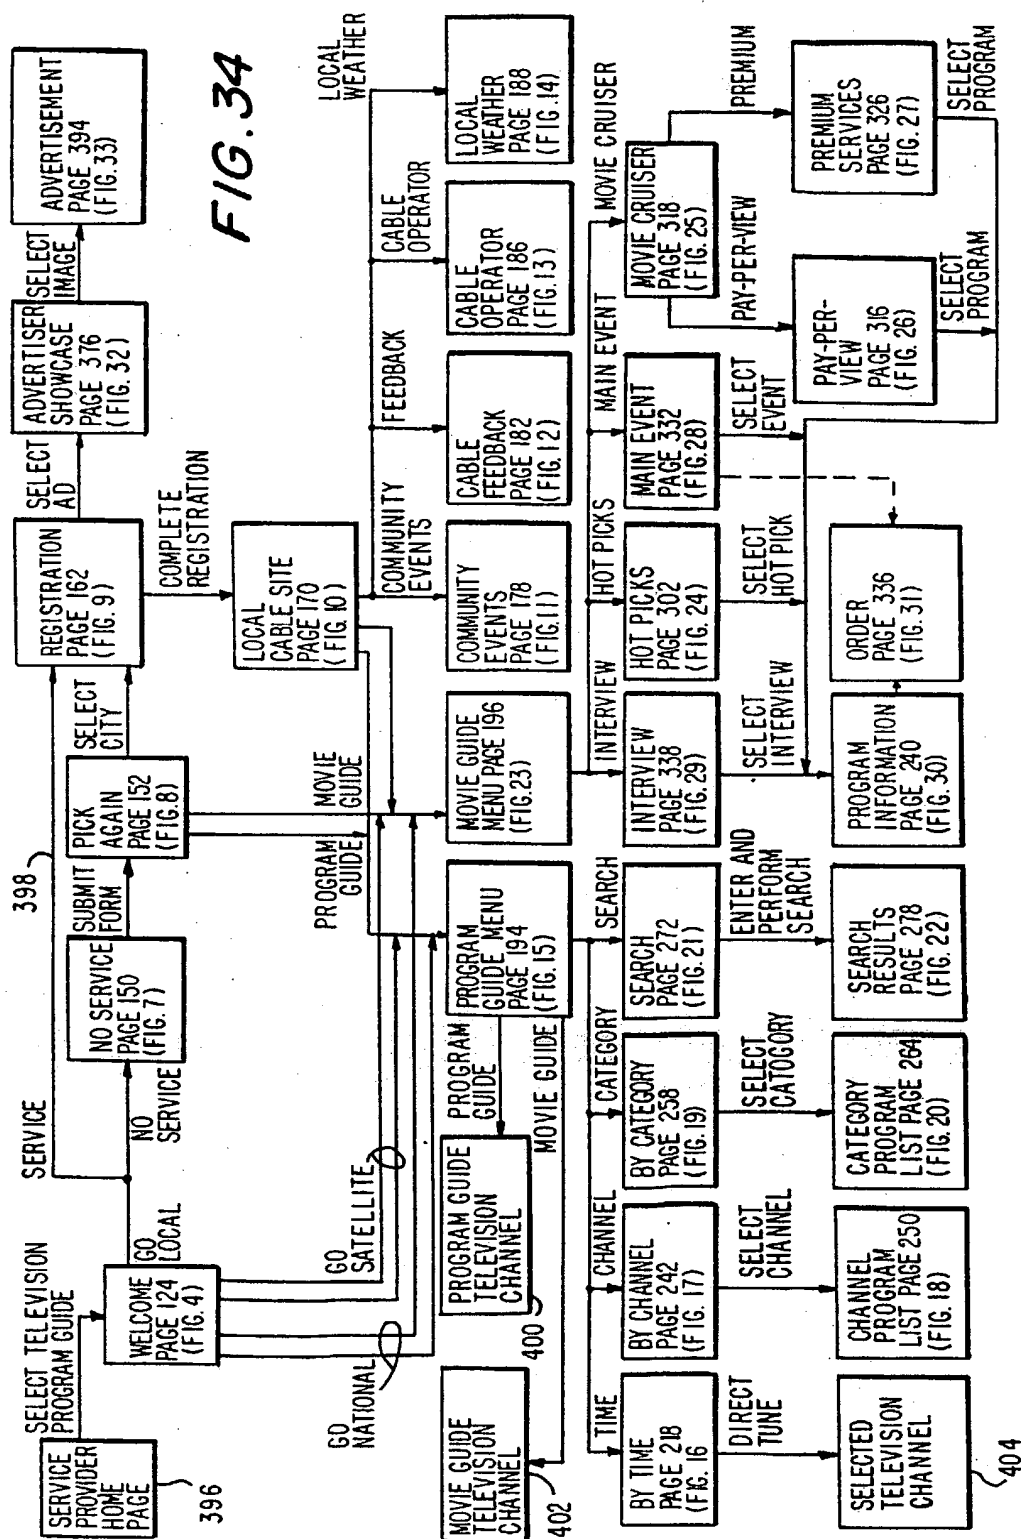 FIG. 34
SERVICE
PROVIDER
HOME
PAGE
396
SELECT TELEVISION
PROGRAM GUIDE
WELCOME
PAGE 124
(FIG. 4)
GO
LOCAL
SERVICE
398
NO
SERVICE
NO SERVICE
PAGE 150
(FIG. 7)
SUBMIT
FORM
PICK
AGAIN
PAGE 152
(FIG.8)
SELECT
CITY
REGISTRATION
PAGE 162
(FIG. 9)
SELECT
AD
ADVERTISER
SHOWCASE
PAGE 376
(FIG. 32)
SELECT
IMAGE
ADVERTISEMENT
PAGE 394
(FIG.33)
COMPLETE
REGISTRATION
LOCAL
CABLE SITE
PAGE 170
(FIG. 10)
GO
NATIONAL
GO
SATELLITE
PROGRAM
GUIDE
MOVIE
GUIDE
COMMUNITY
EVENTS
FEEDBACK
CABLE
OPERATOR
LOCAL
WEATHER
MOVIE GUIDE
TELEVISION
CHANNEL
402
PROGRAM GUIDE
TELEVISION
CHANNEL
400
PROGRAM
GUIDE
MOVIE GUIDE
PROGRAM
GUIDE MENU
PAGE 194
(FIG. 15)
MOVIE GUIDE
MENU PAGE 196
(FIG.23)
COMMUNITY
EVENTS
PAGE 178
(FIG.11)
CABLE
FEEDBACK
PAGE 182
(FIG. 12)
CABLE
OPERATOR
PAGE 186
(FIG.13)
LOCAL
WEATHER
PAGE 188
(FIG. 14)
TIME
CHANNEL
CATEGORY
SEARCH
INTERVIEW
HOT PICKS
MAIN EVENT
MOVIE CRUISER
BY TIME
PAGE 218
(FIG. 16
BY CHANNEL
PAGE 242
(FIG. 17)
BY CATEGORY
PAGE 258
(FIG.19)
SEARCH
PAGE 272
(FIG. 21)
INTERVIEW
PAGE 338
(FIG.29)
HOT PICKS
PAGE 302
(FIG. 24)
MAIN EVENT
PAGE 332
(FIG.28)
MOVIE CRUISER
PAGE 318
(FIG.25)
DIRECT
TUNE
SELECT
CHANNEL
SELECT
CATOGORY
ENTER AND
PERFORM
SEARCH
SELECT
INTERVIEW
SELECT
HOT PICK
SELECT
EVENT
PAY-PER-VIEW
PREMIUM
PAY-PER-
VIEW
PAGE 316
(FIG. 26)
PREMIUM
SERVICES
PAGE 326
(FIG. 27)
SELECT
PROGRAM
SELECT
PROGRAM
SELECTED
TELEVISION
CHANNEL
404
CHANNEL
PROGRAM
LIST PAGE 250
(FIG. 18)
CATEGORY
PROGRAM
LIST PAGE 264
(FIG. 20)
SEARCH
RESULTS
PAGE 278
(FIG. 22)
PROGRAM
INFORMATION
PAGE 240
(FIG. 30)
ORDER
PAGE 336
(FIG. 31)